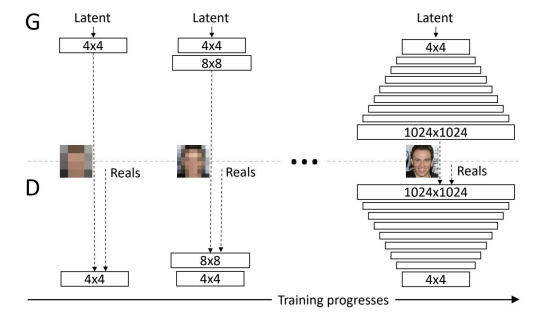 G
Latent
Latent
Latent
4x4
4x4
4x4
8x8
1024x1024
Reals
Reals
Reals
D
1024x1024
8x8
4x4
4x4
4x4
Training progresses